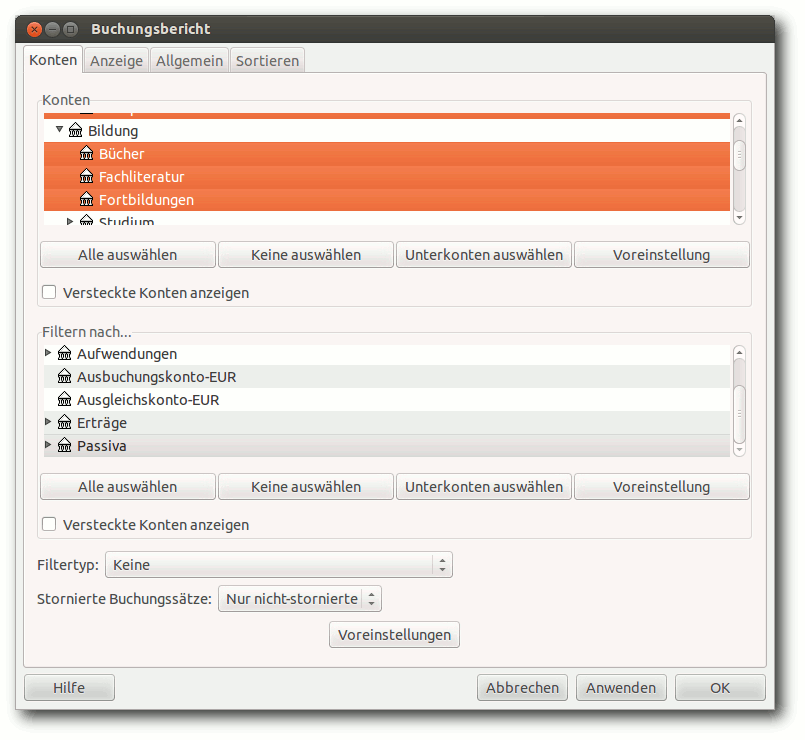 Buchungsbericht
Konten Anzeige Allgemein Sortieren
Konten
Bildung
Bücher
Fachliteratur
Fortbildungen
Studium
Alle auswählen Keine auswählen Unterkonten auswählen Voreinstellung
Versteckte Konten anzeigen
Filtern nach...
Aufwendungen
Ausbuchungskonto-EUR
Ausgleichskonto-EUR
Erträge
Passiva
Alle auswählen Keine auswählen Unterkonten auswählen Voreinstellung
Versteckte Konten anzeigen
Filtertyp: Keine
Stornierte Buchungssätze: Nur nicht-stornierte
Voreinstellungen
Hilfe Abbrechen Anwenden OK